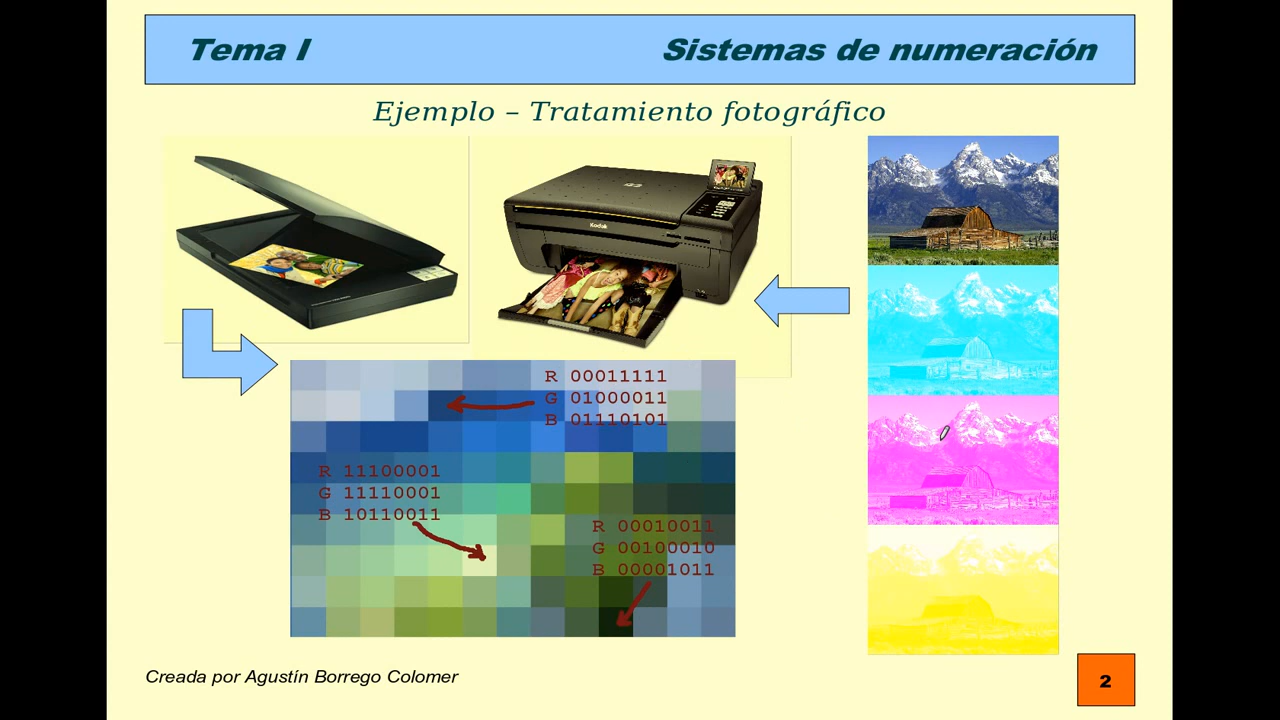 Tema I
Sistemas de numeración
Ejemplo – Tratamiento fotográfico
Kodak
R 00011111
G 01000011
B 01110101
R 11100001
G 11110001
B 10110011
R 00010011
G 00100010
B 00001011
Creada por Agustín Borrego Colomer
2